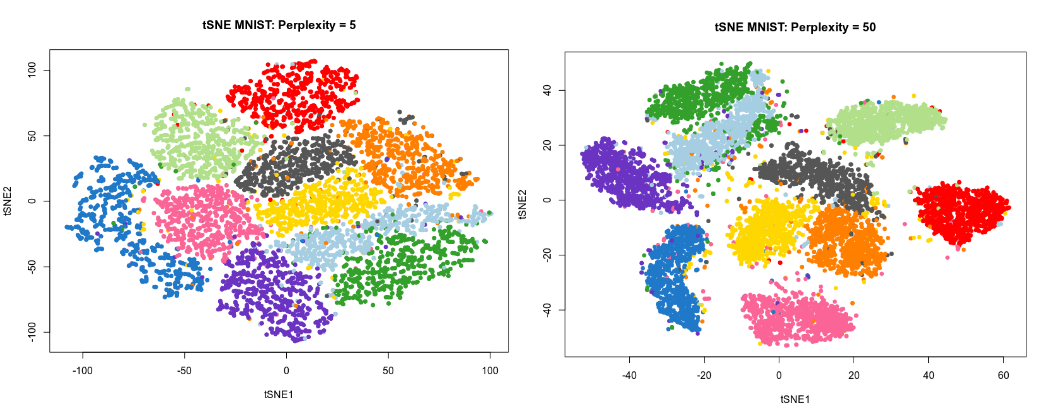 tSNE MNIST: Perplexity = 5
tSNE2
100
50
0
-50
-100
-100 -50 0 50 100
tSNE1
tSNE MNIST: Perplexity = 50
tSNE2
40
20
0
-20
-40
-40 -20 0 20 40 60
tSNE1